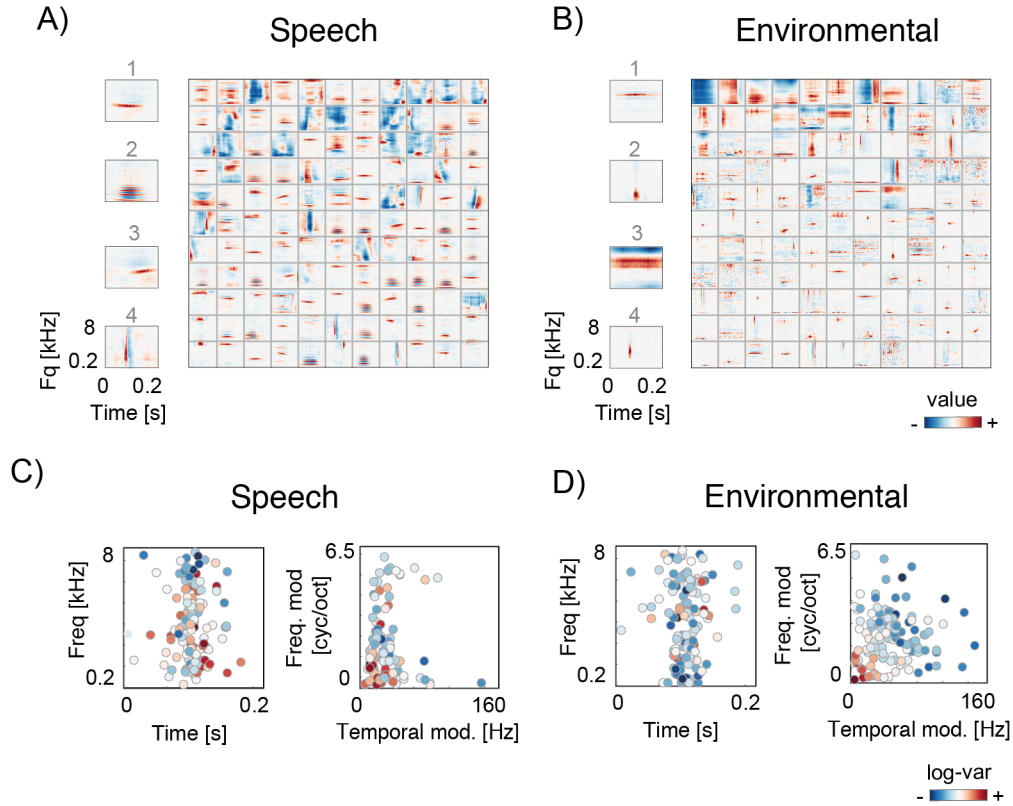 A)
Speech
1
2
3
4
8
0.2
Fq [kHz]
0
0.2
Time [s]
B)
Environmental
1
2
3
4
8
0.2
Fq [kHz]
0
0.2
Time [s]
value
-
+
C)
Speech
8
0.2
Freq [kHz]
0
0.2
Time [s]
6.5
0
Freq. mod
[cyc/oct]
0
160
Temporal mod. [Hz]
D)
Environmental
8
0.2
Freq [kHz]
0
0.2
Time [s]
6.5
0
Freq. mod
[cyc/oct]
0
160
Temporal mod. [Hz]
log-var
-
+